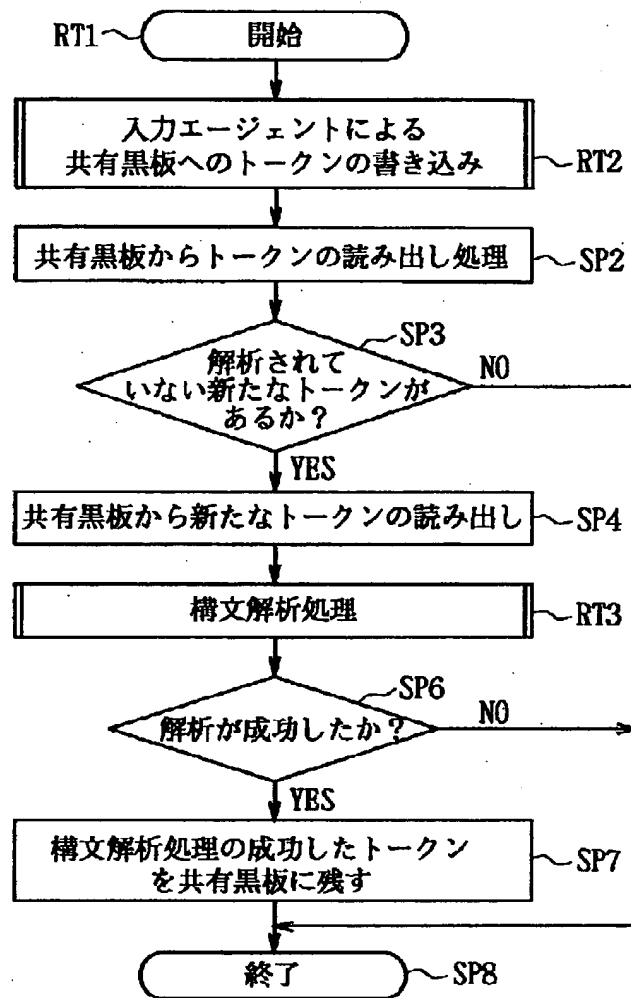 RT1
開始
入力エージェントによる
共有黒板へのトークンの書き込み
RT2
共有黒板からトークンの読み出し処理
SP2
SP3
解析されて
いない新たなトークンが
あるか？
NO
YES
共有黒板から新たなトークンの読み出し
SP4
構文解析処理
RT3
SP6
解析が成功したか？
NO
YES
構文解析処理の成功したトークン
を共有黒板に残す
SP7
終了
SP8